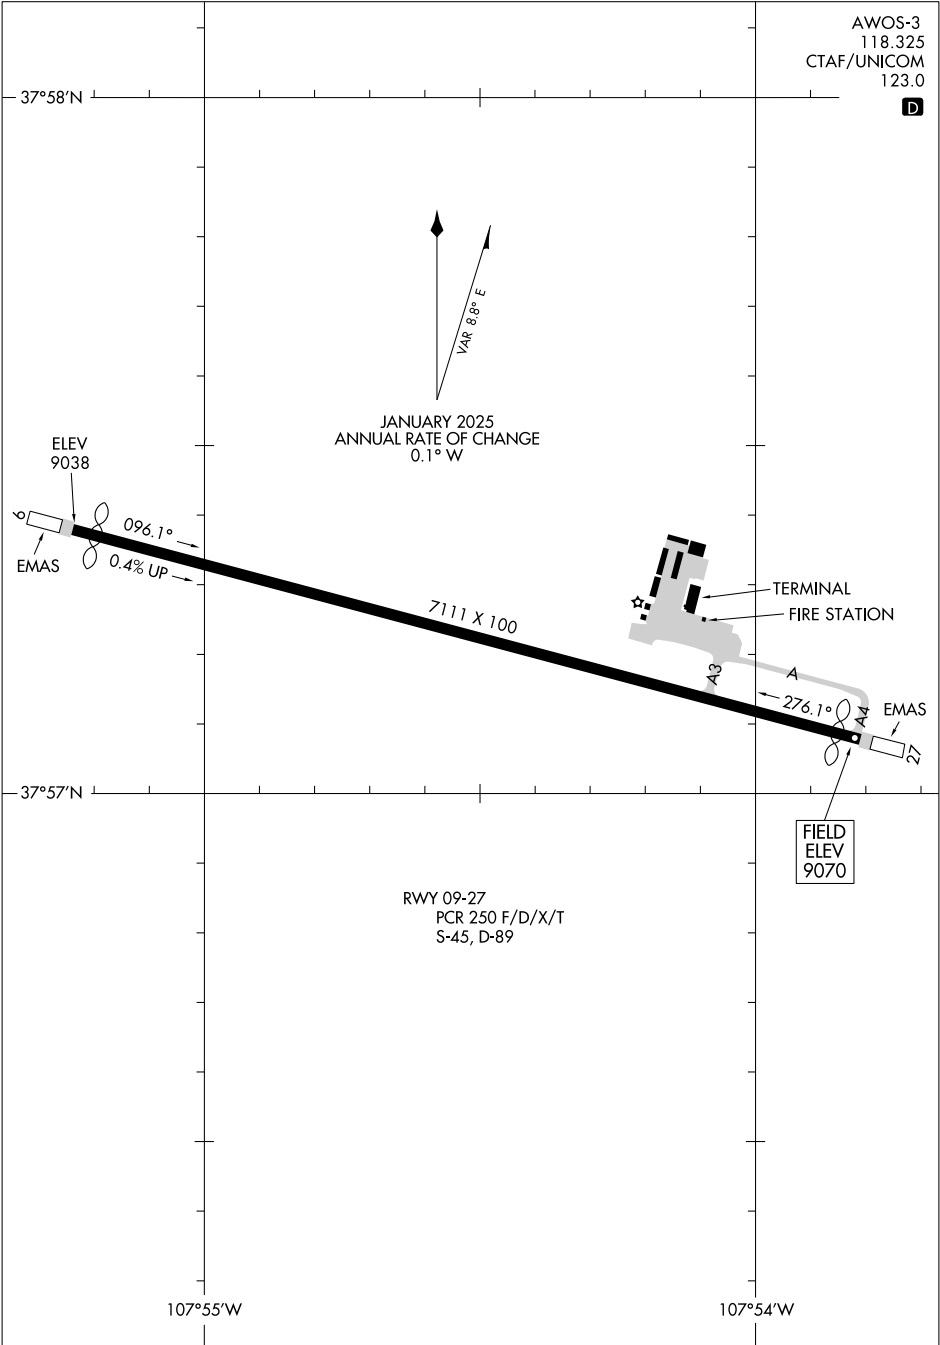 AWOS-3
118.325
CTAF/UNICOM
123.0
D
37°58'N
VAR 8.8° E
JANUARY 2025
ANNUAL RATE OF CHANGE
0.1° W
ELEV
9038
9
EMAS
096.1°
0.4% UP
7111 X 100
TERMINAL
FIRE STATION
A3
A
276.1°
A4
EMAS
27
37°57'N
FIELD
ELEV
9070
RWY 09-27
PCR 250 F/D/X/T
S-45, D-89
107°55'W
107°54'W